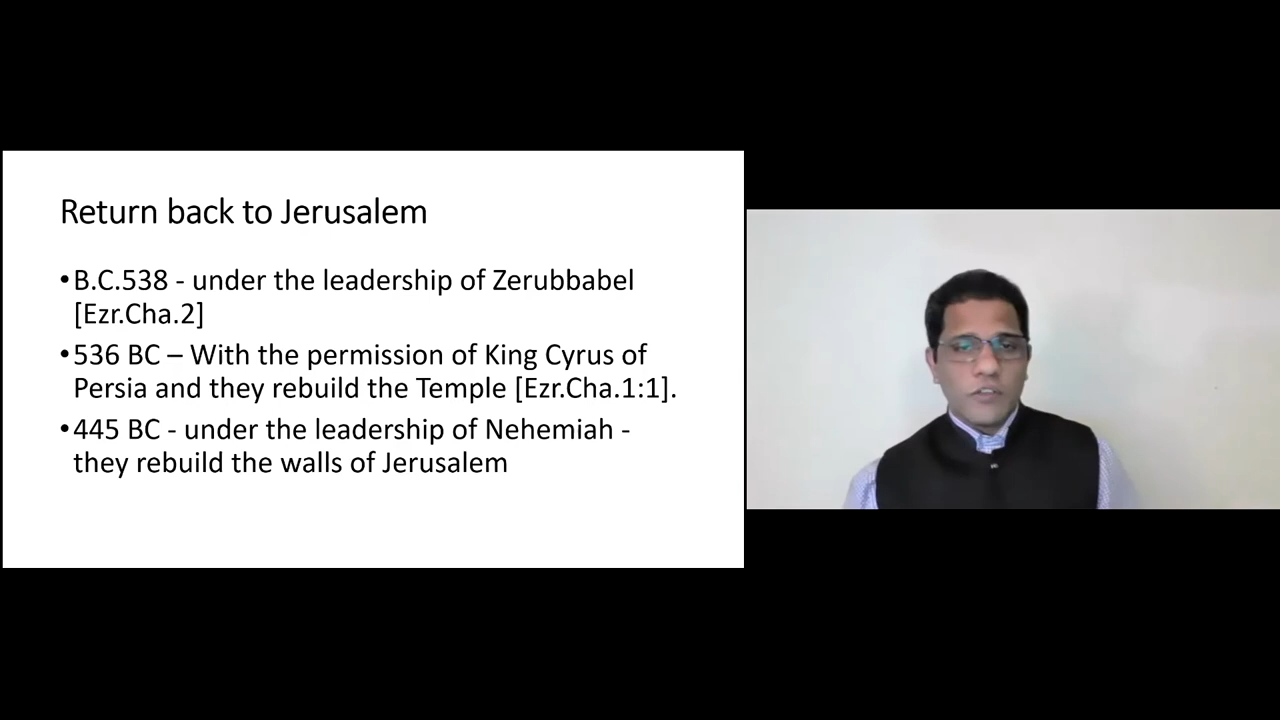 Return back to Jerusalem
•B.C.538 - under the leadership of Zerubbabel
[Ezr.Cha.2]
•536 BC – With the permission of King Cyrus of
Persia and they rebuild the Temple [Ezr.Cha.1:1].
•445 BC - under the leadership of Nehemiah -
they rebuild the walls of Jerusalem